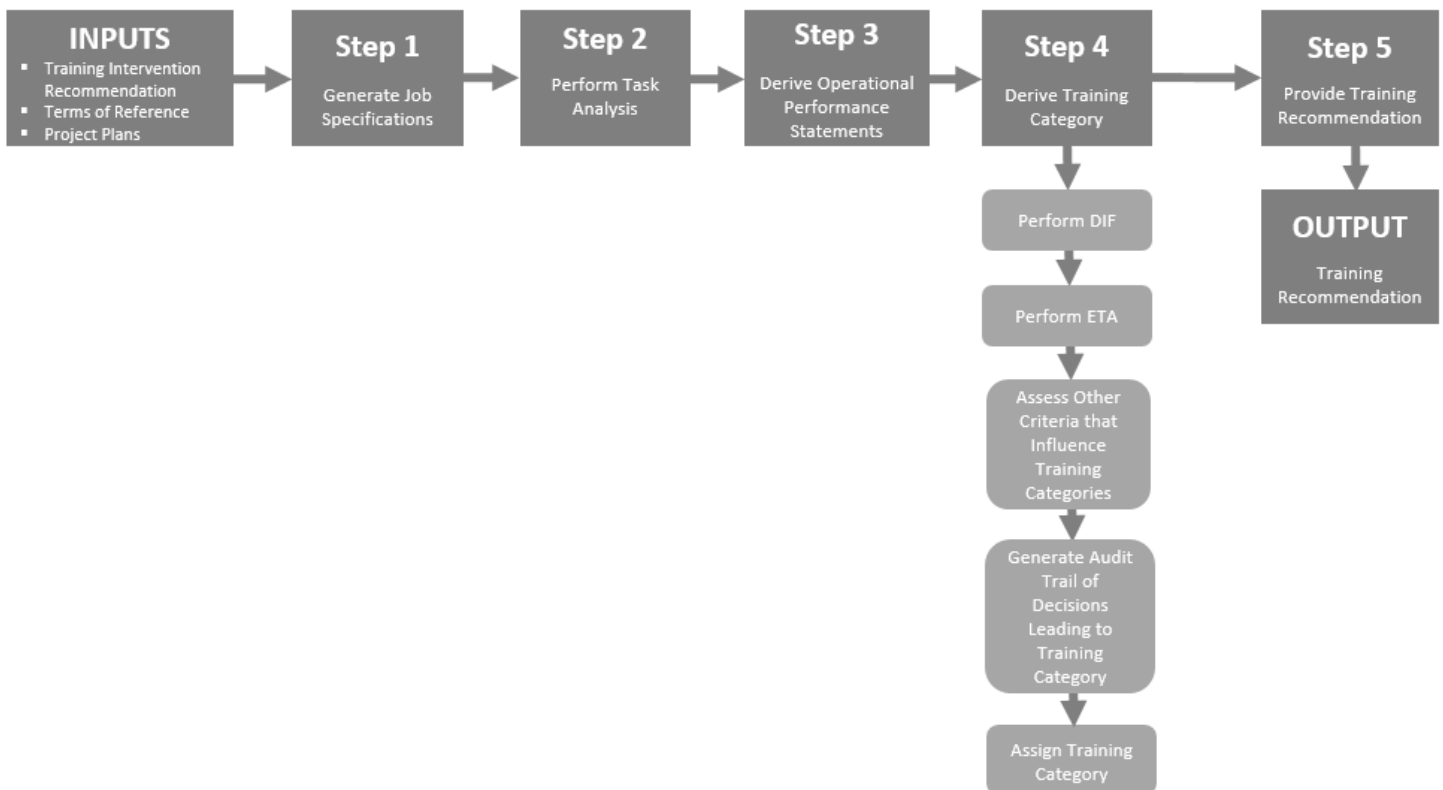 INPUTS
▪ Training Intervention
Recommendation
▪ Terms of Reference
▪ Project Plans
Step 1
Generate Job
Specifications
Step 2
Perform Task
Analysis
Step 3
Derive Operational
Performance
Statements
Step 4
Derive Training
Category
Step 5
Provide Training
Recommendation
Perform DIF
Perform ETA
Assess Other
Criteria that
Influence
Training
Categories
Generate Audit
Trail of
Decisions
Leading to
Training
Category
Assign Training
Category
OUTPUT
Training
Recommendation